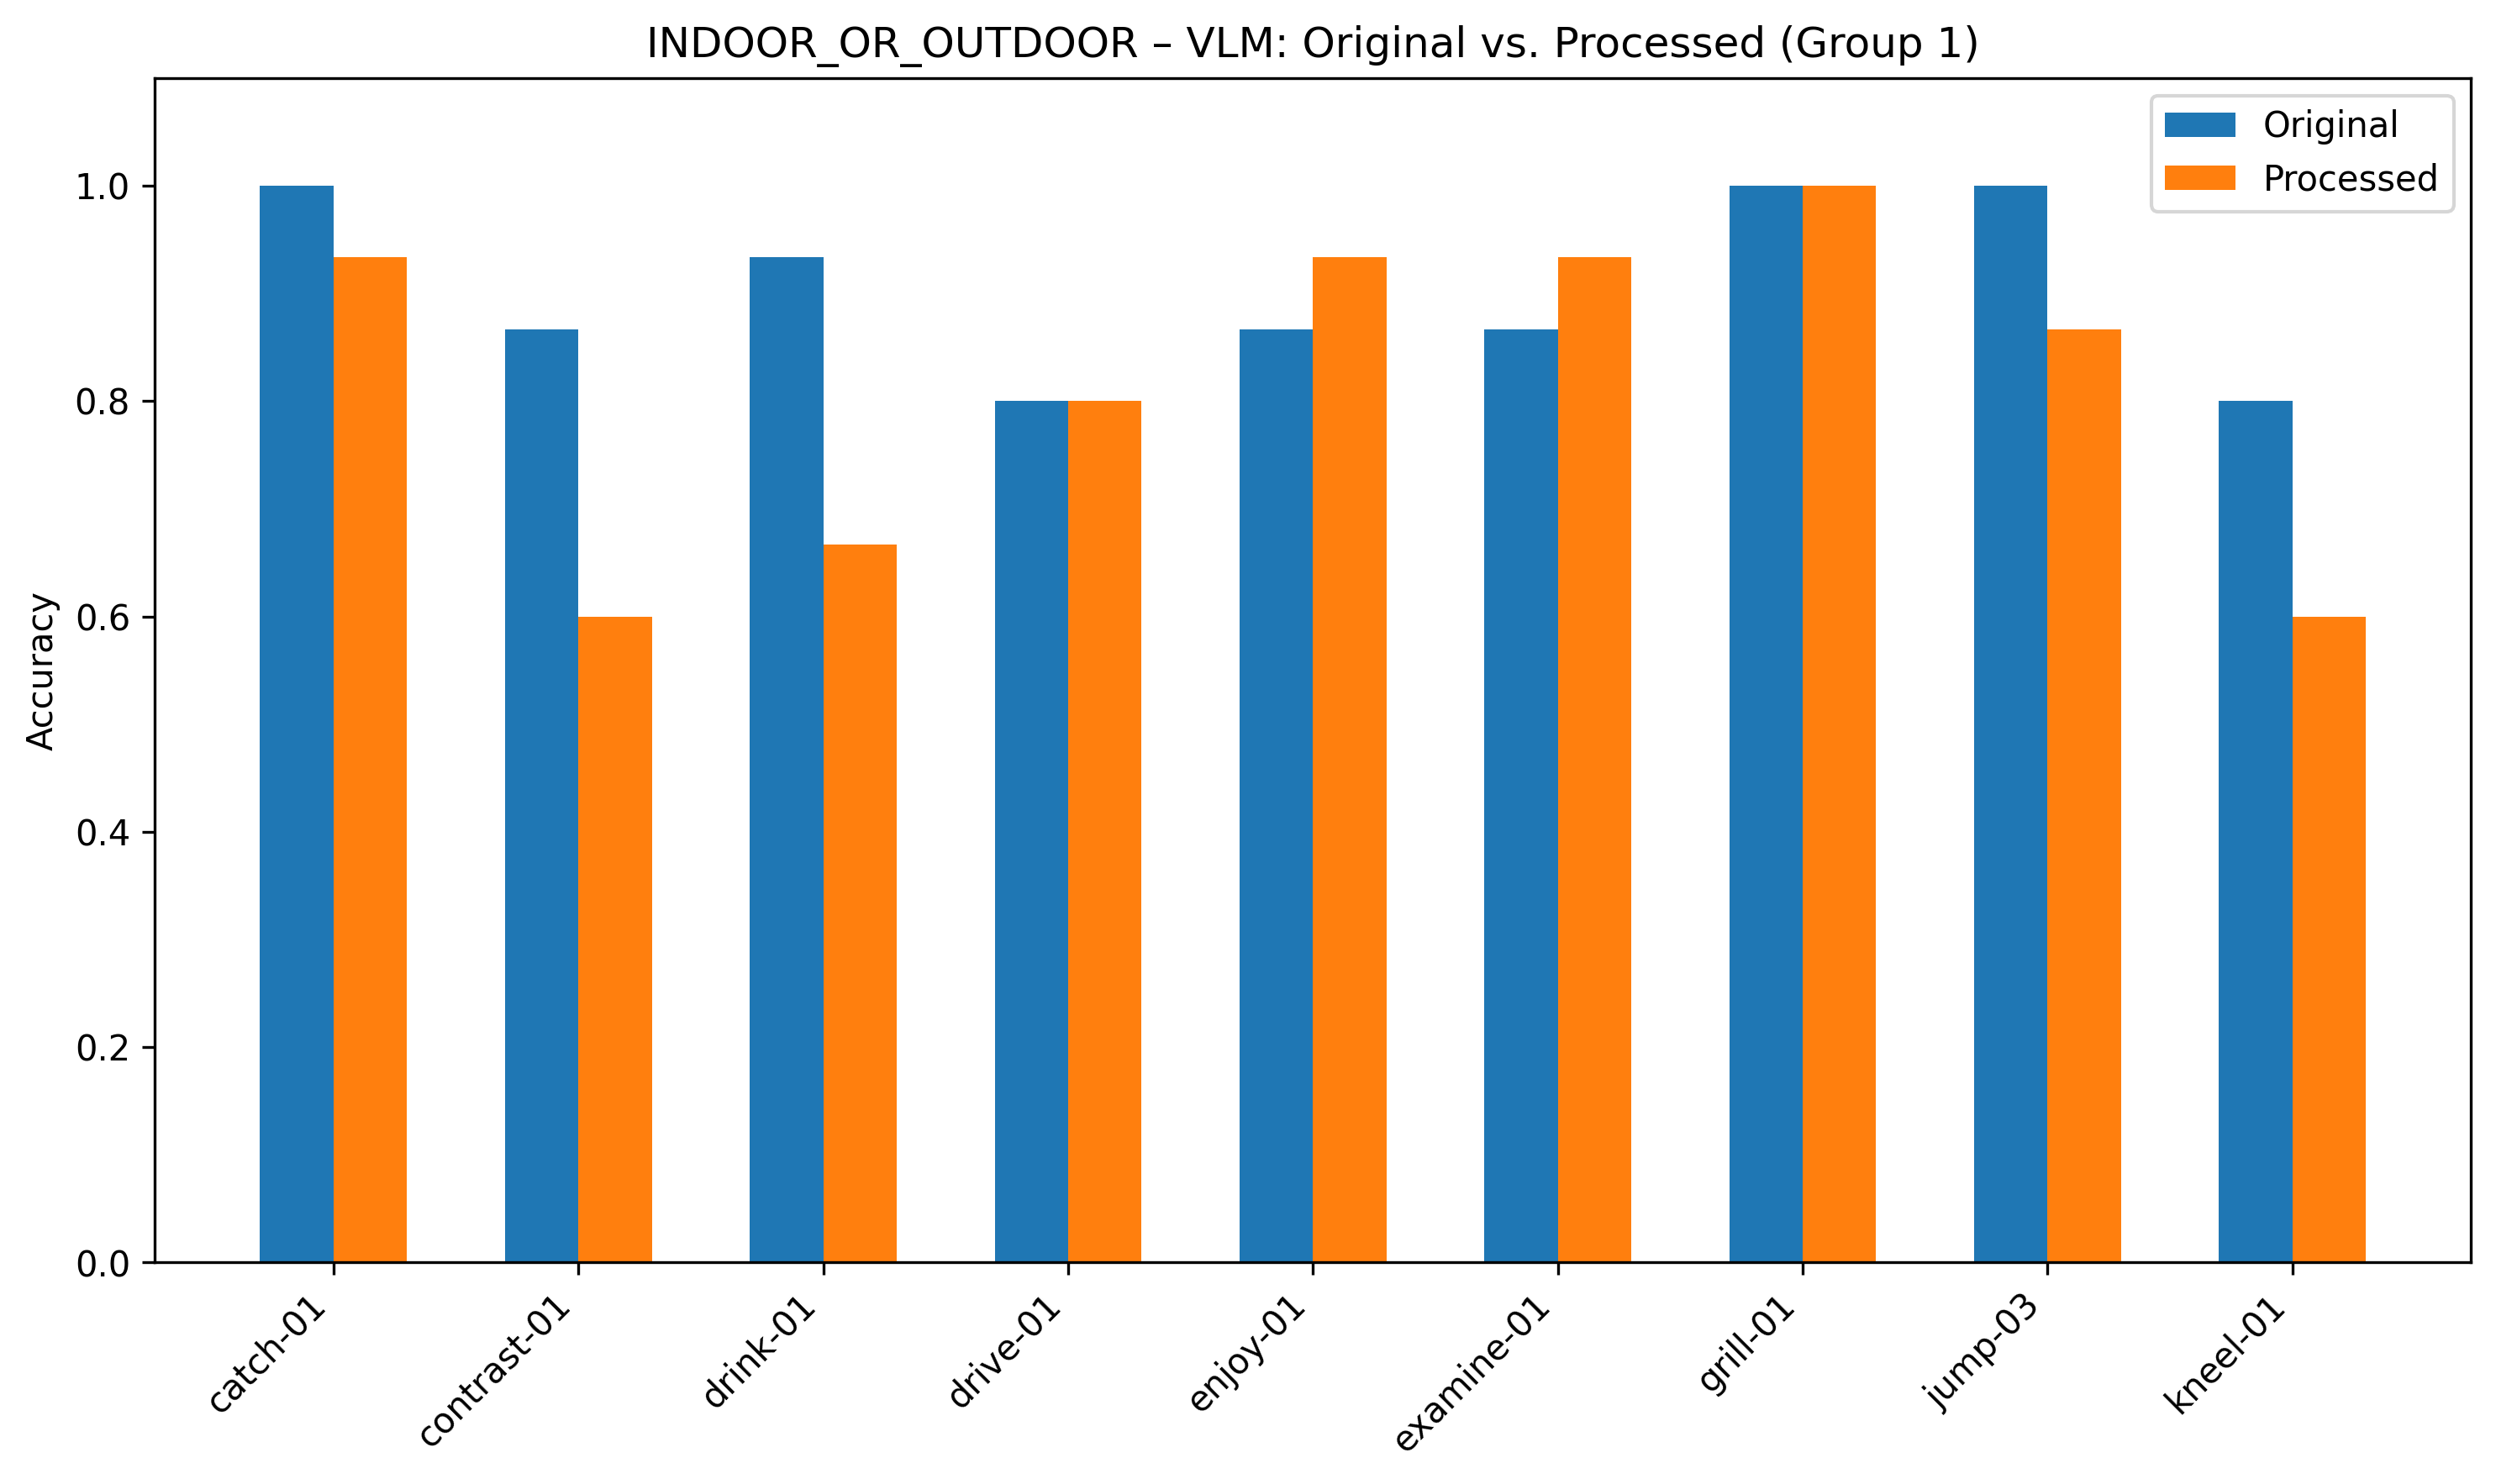 INDOOR_OR_OUTDOOR – VLM: Original vs. Processed (Group 1)
Original
Processed
Accuracy
1.0
0.8
0.6
0.4
0.2
0.0
catch-01
contrast-01
drink-01
drive-01
enjoy-01
examine-01
grill-01
jump-03
kneel-01